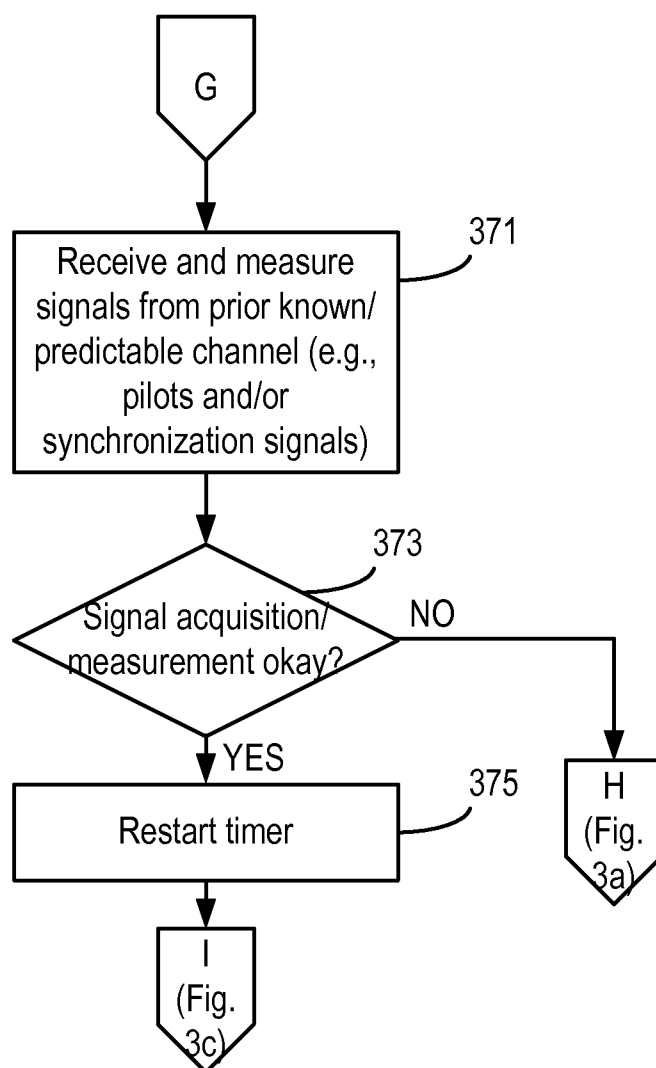 G
371
Receive and measure
signals from prior known/
predictable channel (e.g.,
pilots and/or
synchronization signals)
373
Signal acquisition/
measurement okay?
NO
YES
375
Restart timer
H
(Fig.
3a)
I
(Fig.
3c)